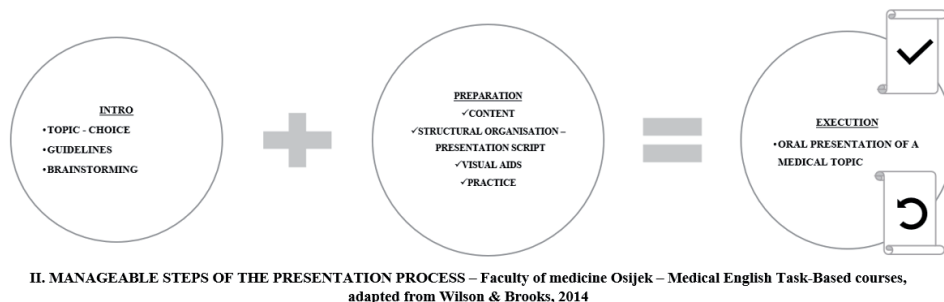 INTRO
•TOPIC - CHOICE
•GUIDELINES
•BRAINSTORMING
PREPARATION
✓CONTENT
✓STRUCTURAL ORGANISATION –
PRESENTATION SCRIPT
✓VISUAL AIDS
✓PRACTICE
EXECUTION
•ORAL PRESENTATION OF A
MEDICAL TOPIC
II. MANAGEABLE STEPS OF THE PRESENTATION PROCESS – Faculty of medicine Osijek – Medical English Task-Based courses,
adapted from Wilson & Brooks, 2014